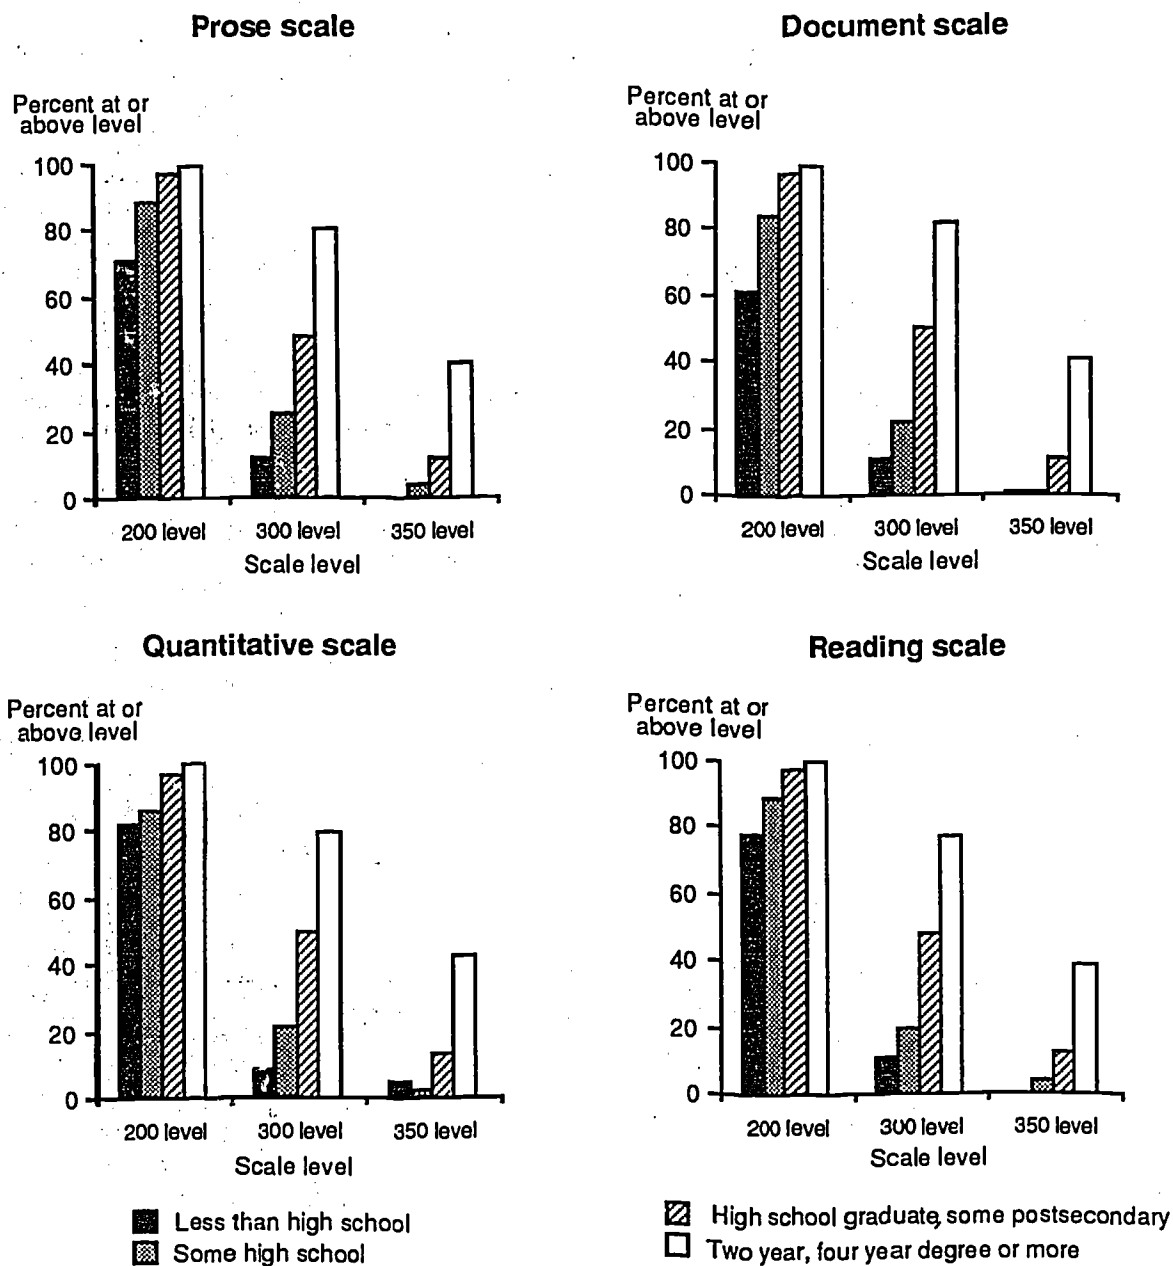 Prose scale
Percent at or
above level
100
80
60
40
20
0
200 level
300 level
350 level
Scale level
Document scale
Percent at or
above level
100
80
60
40
20
0
200 level
300 level
350 level
Scale level
Quantitative scale
Percent at or
above level
100
80
60
40
20
0
200 level
300 level
350 level
Scale level
Reading scale
Percent at or
above level
100
80
60
40
20
0
200 level
300 level
350 level
Scale level
Less than high school
Some high school
High school graduate, some postsecondary
Two year, four year degree or more